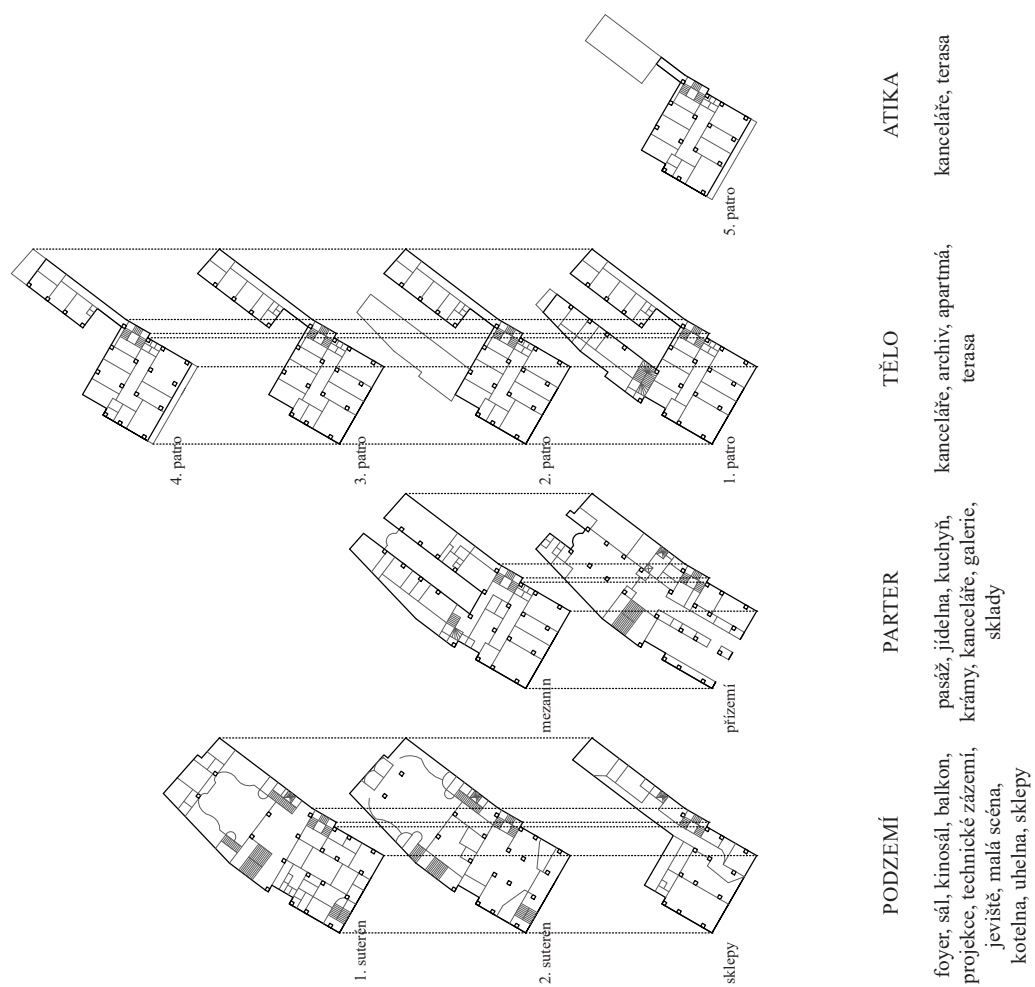 1. suterén
2. suterén
sklepy
PODZEMÍ
foyer, sál, kinosál, balkon,
projekce, technické zázemí,
jeviště, malá scéna,
kotelna, uhelna, sklepy
mezanin
přízemí
PARTER
pasáž, jídelna, kuchyň,
krámy, kanceláře, galerie,
sklady
4. patro
3. patro
2. patro
1. patro
TĚLO
kanceláře, archiv, apartmá,
terasa
5. patro
ATIKA
kanceláře, terasa